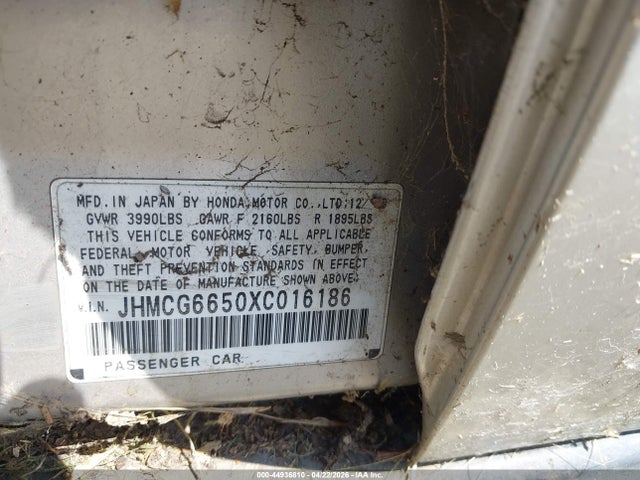 MFD.IN JAPAN BY HONDA MOTOR CO.,LTD:12
GVWR 3990LBS GAWR F 2160LBS R 1895LBS
THIS VEHICLE CONFORMS TO ALL APPLICABLE
FEDERAL MOTOR VEHICLE SAFETY, BUMPER,
AND THEFT PREVENTION STANDARDS IN EFFECT
ON THE DATE OF MANUFACTURE SHOWN ABOVE.
V.I.N. JHMCG6650XC016186
PASSENGER CAR
000-44936810 - 04/22/2026 - IAA, Inc.